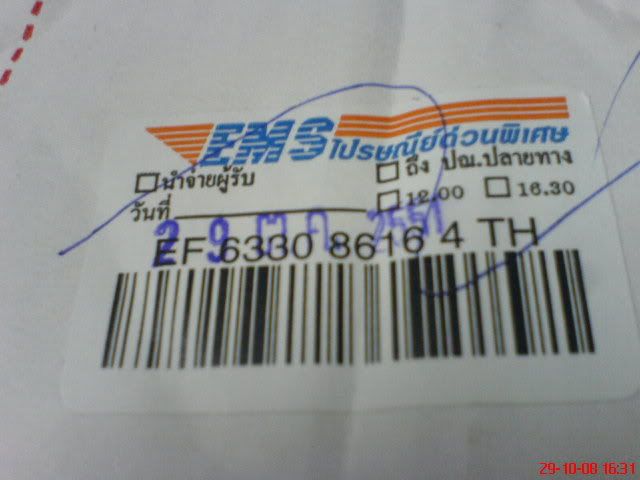 EMS ไปรษณีย์ด่วนพิเศษ
นำจ่ายผู้รับ
ถึง ปณ.ปลายทาง
วันที่
12.00 16.30
29 ต.ค. 2551
EF 6330 8616 4 TH
29-10-08 16:31